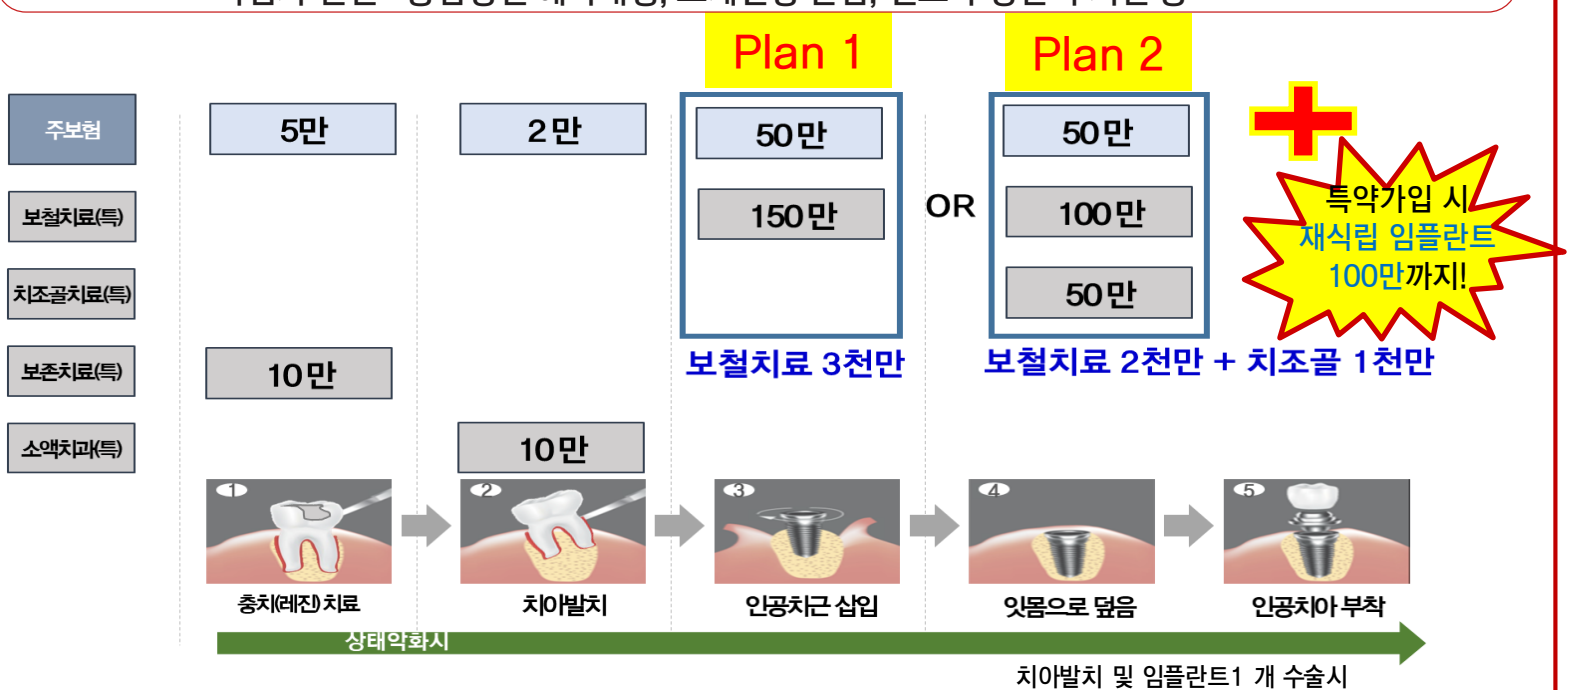 Plan 1
Plan 2
주보험
5만
2만
50만
50만
보철치료(특)
150만
OR
100만
특약가입 시
재식립 임플란트
100만까지!
치조골치료(특)
50만
보철치료 3천만
보철치료 2천만 + 치조골 1천만
보존치료(특)
10만
소액치과(특)
10만
1
2
3
4
5
충치(레진) 치료
치아발치
인공치근 삽입
잇몸으로 덮음
인공치아 부착
상태악화시
치아발치 및 임플란트1 개 수술시